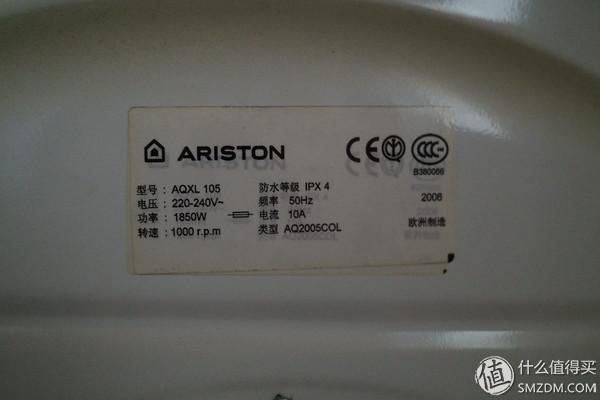 ARISTON
B380086
型号： AQXL 105 防水等级 IPX 4
电压： 220-240V~ 频率 50Hz 2006
功率： 1850W 电流 10A
转速： 1000 r.p.m 类型 AQ2005COL 欧洲制造
值 什么值得买
SMZDM.COM